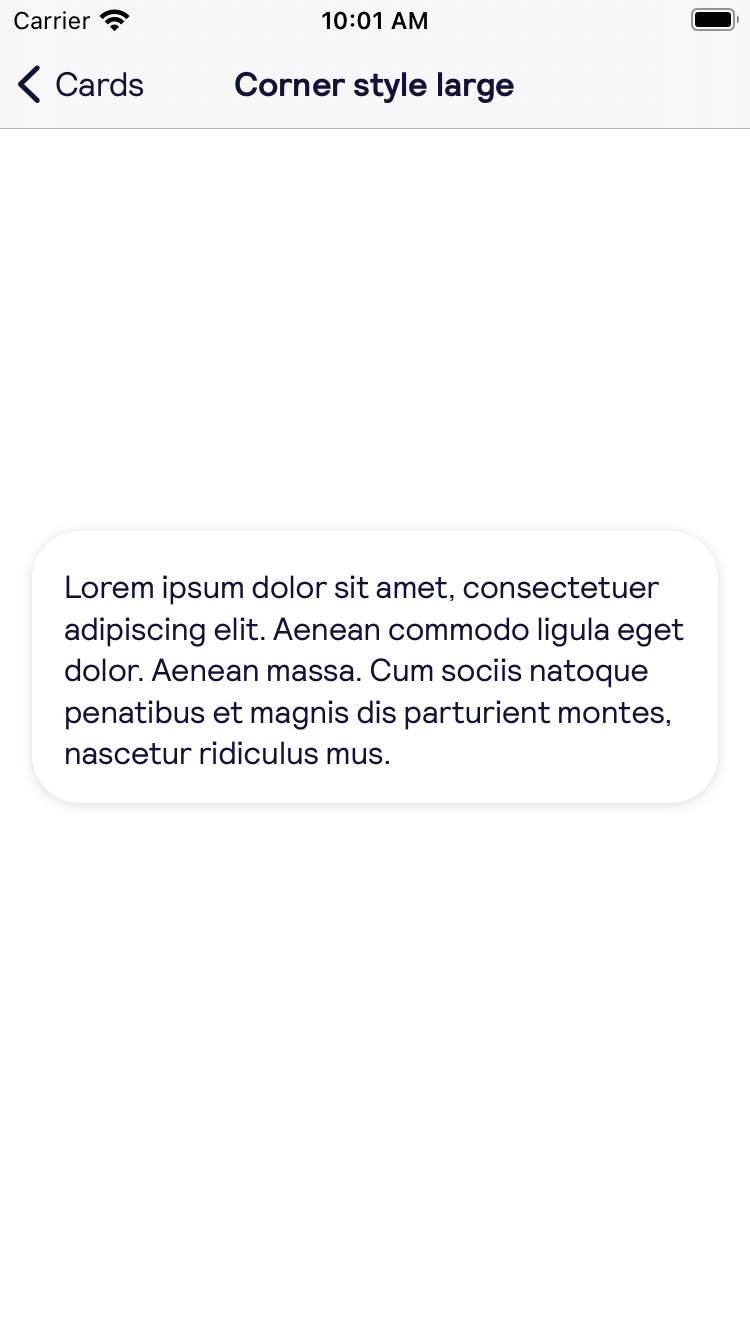 Carrier 10:01 AM
Cards Corner style large
Lorem ipsum dolor sit amet, consectetuer
adipiscing elit. Aenean commodo ligula eget
dolor. Aenean massa. Cum sociis natoque
penatibus et magnis dis parturient montes,
nascetur ridiculus mus.